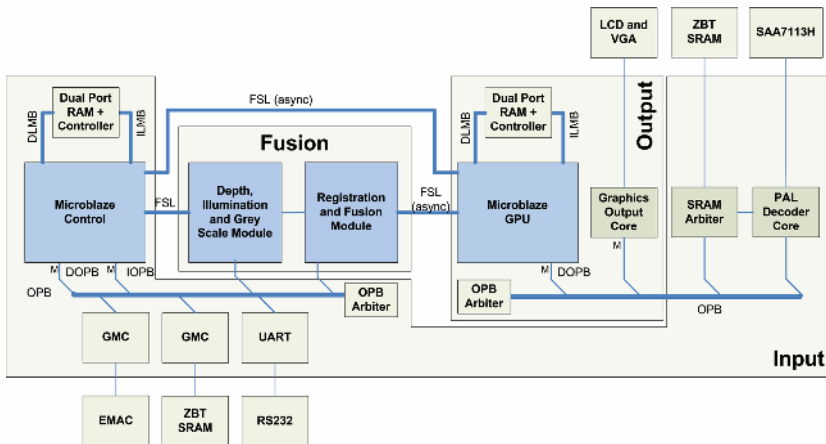 LCD and
VGA
ZBT
SRAM
SAA7113H
Dual Port
RAM +
Controller
DLMB
ILMB
FSL (async)
Dual Port
RAM +
Controller
DLMB
ILMB
Output
Fusion
Microblaze
Control
FSL
Depth,
Illumination
and Grey
Scale Module
Registration
and Fusion
Module
FSL
(async)
Microblaze
GPU
Graphics
Output
Core
SRAM
Arbiter
PAL
Decoder
Core
M
DOPB
M
IOPB
M
DOPB
M
OPB
OPB
Arbiter
OPB
Arbiter
OPB
GMC
GMC
UART
Input
EMAC
ZBT
SRAM
RS232